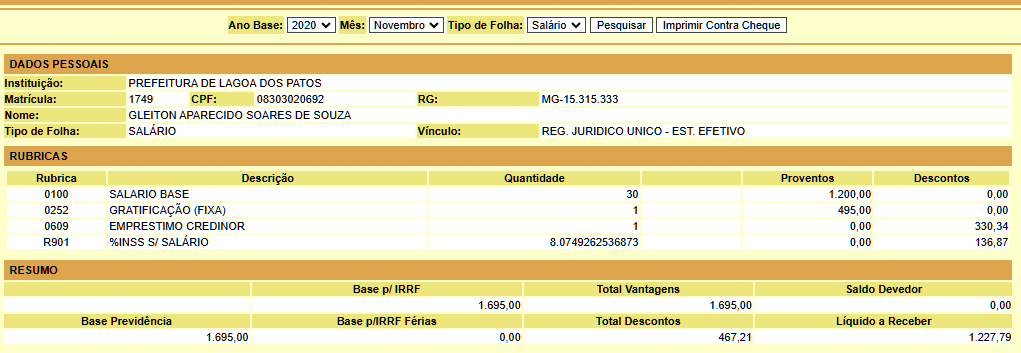 Ano Base: 2020 Mês: Novembro Tipo de Folha: Salário Pesquisar Imprimir Contra Cheque
DADOS PESSOAIS
Instituição: PREFEITURA DE LAGOA DOS PATOS
Matrícula: 1749 CPF: 08303020692 RG: MG-15.315.333
Nome: GLEITON APARECIDO SOARES DE SOUZA
Tipo de Folha: SALÁRIO Vínculo: REG. JURIDICO UNICO - EST. EFETIVO
RUBRICAS
Rubrica Descrição Quantidade Proventos Descontos
0100 SALARIO BASE 30 1.200,00 0,00
0252 GRATIFICAÇÃO (FIXA) 1 495,00 0,00
0609 EMPRESTIMO CREDINOR 1 0,00 330,34
R901 %INSS S/ SALÁRIO 8.0749262536873 0,00 136,87
RESUMO
Base p/ IRRF Total Vantagens Saldo Devedor
1.695,00 1.695,00 0,00
Base Previdência Base p/IRRF Férias Total Descontos Líquido a Receber
1.695,00 0,00 467,21 1.227,79